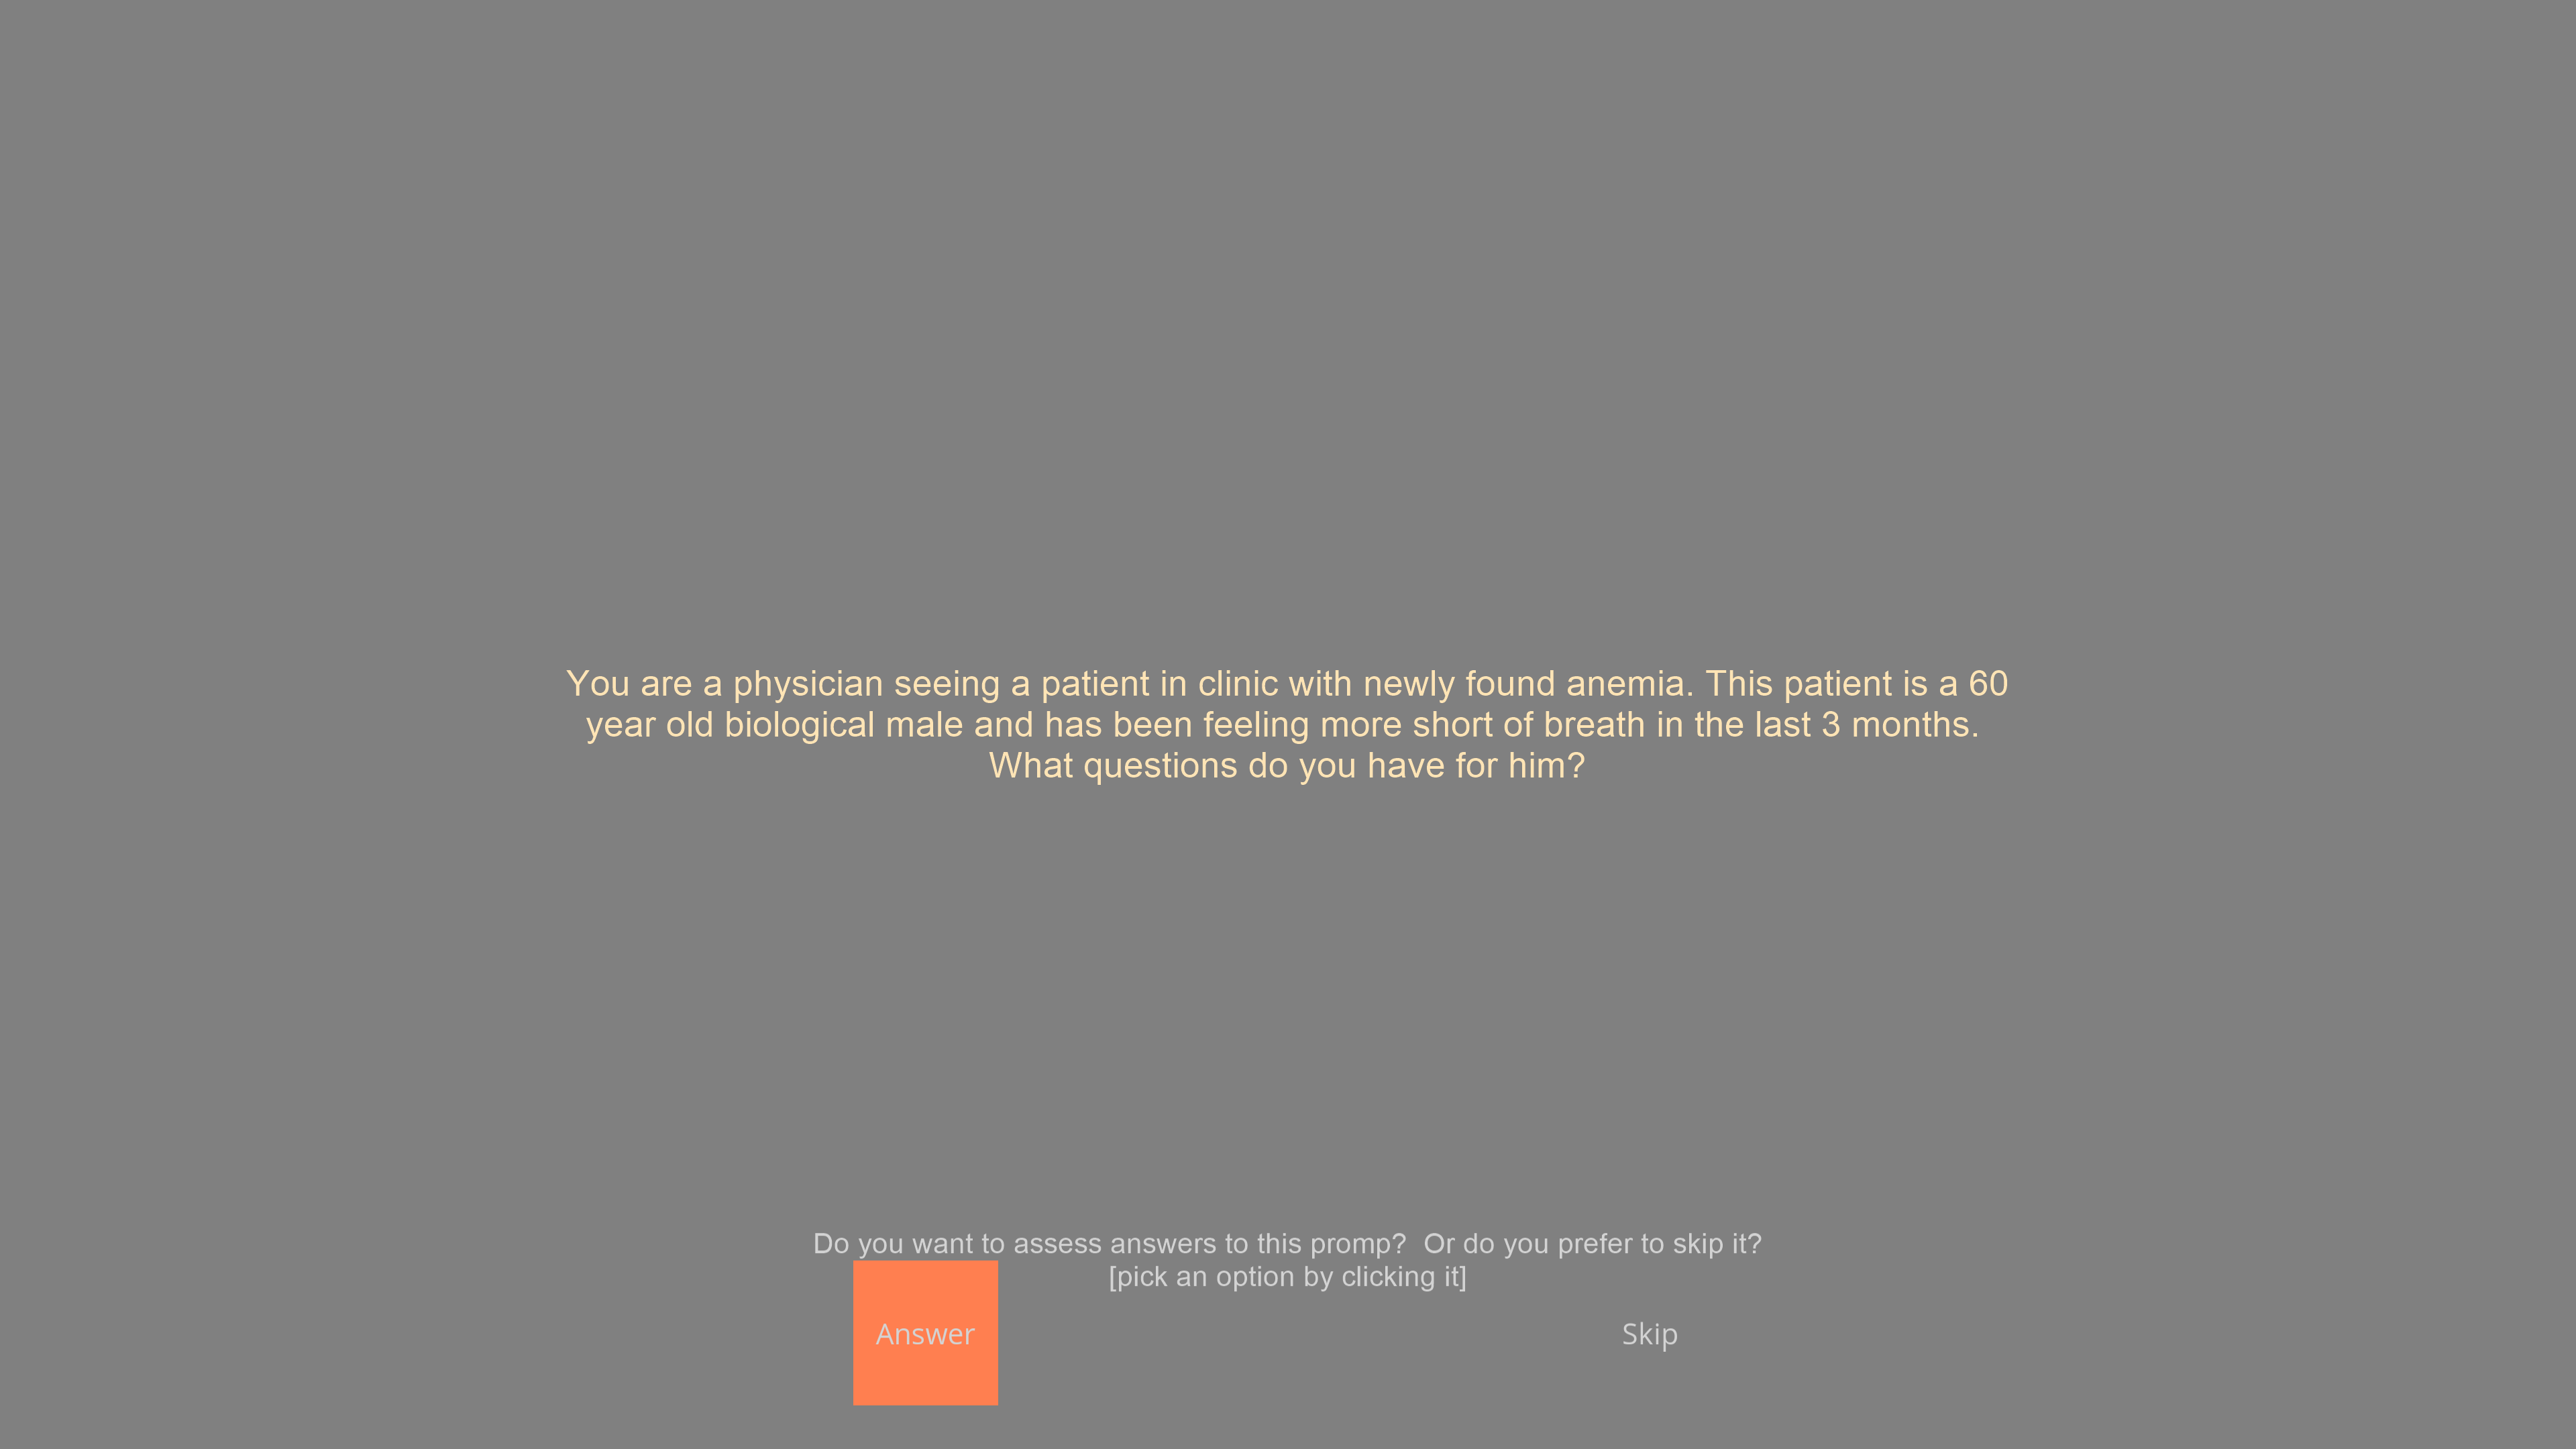 You are a physician seeing a patient in clinic with newly found anemia. This patient is a 60
year old biological male and has been feeling more short of breath in the last 3 months.
What questions do you have for him?
Do you want to assess answers to this promp?  Or do you prefer to skip it?
[pick an option by clicking it]
Answer
Skip